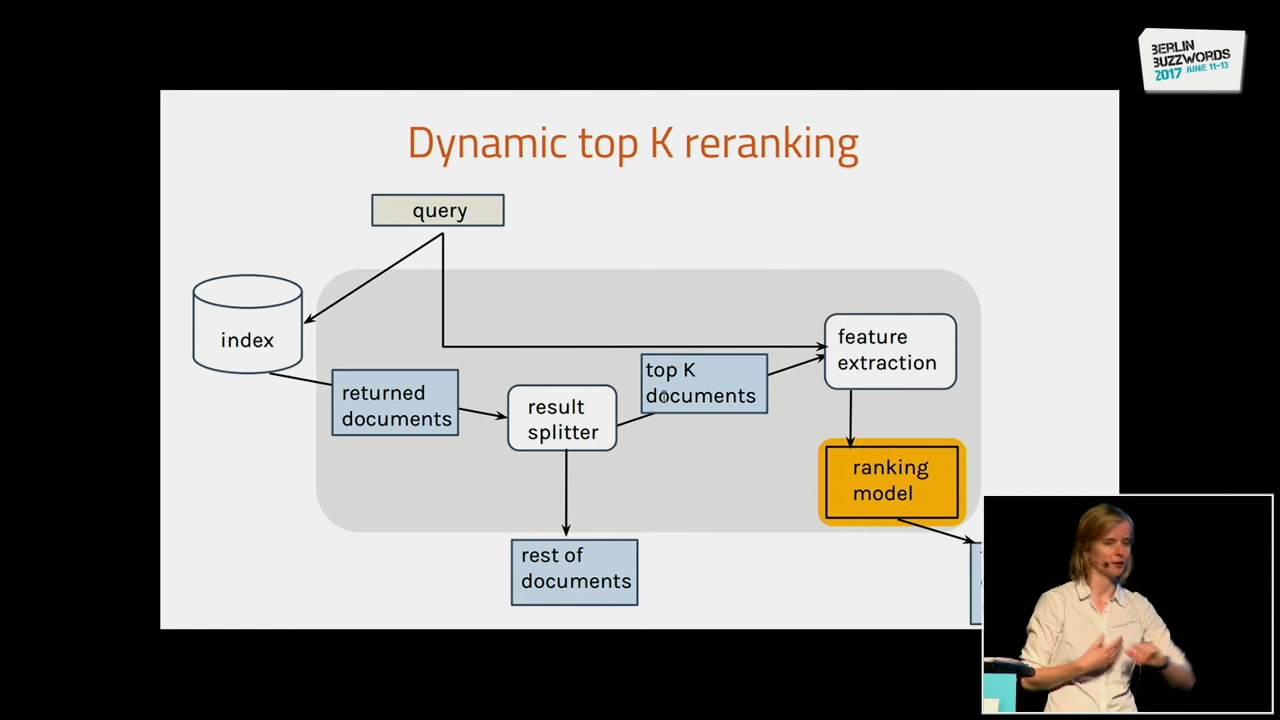 BERLIN
BUZZWORDS
2017 JUNE 11-13
Dynamic top K reranking
query
index
returned
documents
result
splitter
top K
documents
feature
extraction
ranking
model
rest of
documents